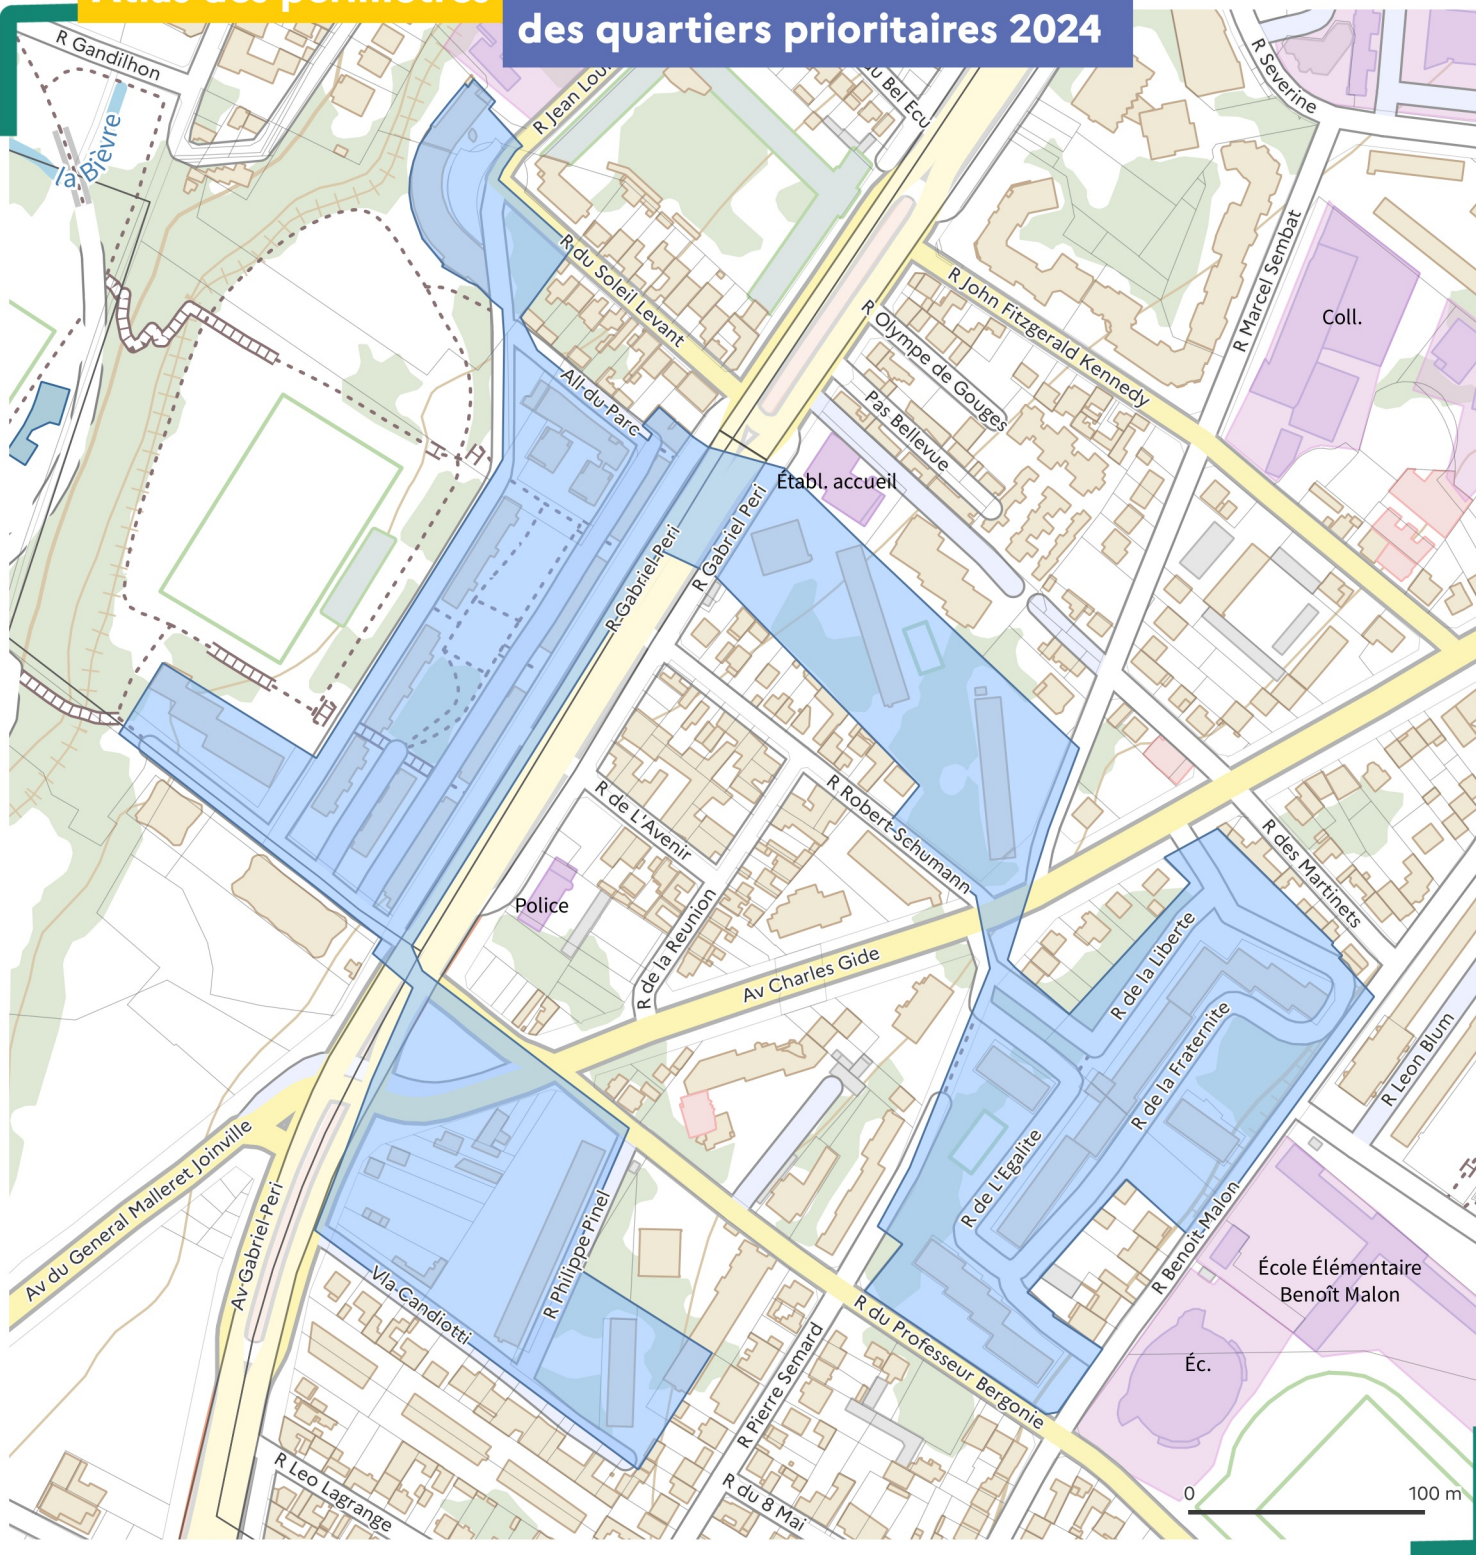 Atlas des périmètres
des quartiers prioritaires 2024
R Gandilhon
la Bièvre
R Jean Lou
du Bel Ecu
R Severine
R du Soleil Levant
R Marcel Sembat
R John Fitzgerald Kennedy
Coll.
R Olympe de Gouges
All du Parc
Pas Bellevue
Établ. accueil
R Gabriel Peri
R Gabriel Peri
R de L'Avenir
R Robert Schumann
R des Martinets
Police
R de la Reunion
R de la Liberte
Av Charles Gide
R de la Fraternite
R Leon Blum
Av du General Malleret Joinville
R de L'Egalite
Av Gabriel Peri
R Philippe Pinel
R Benoit Malon
École Élémentaire
Benoît Malon
Vla Candiotti
R du Professeur Bergonie
Éc.
R Pierre Semard
R Leo Lagrange
R du 8 Mai
0 100 m